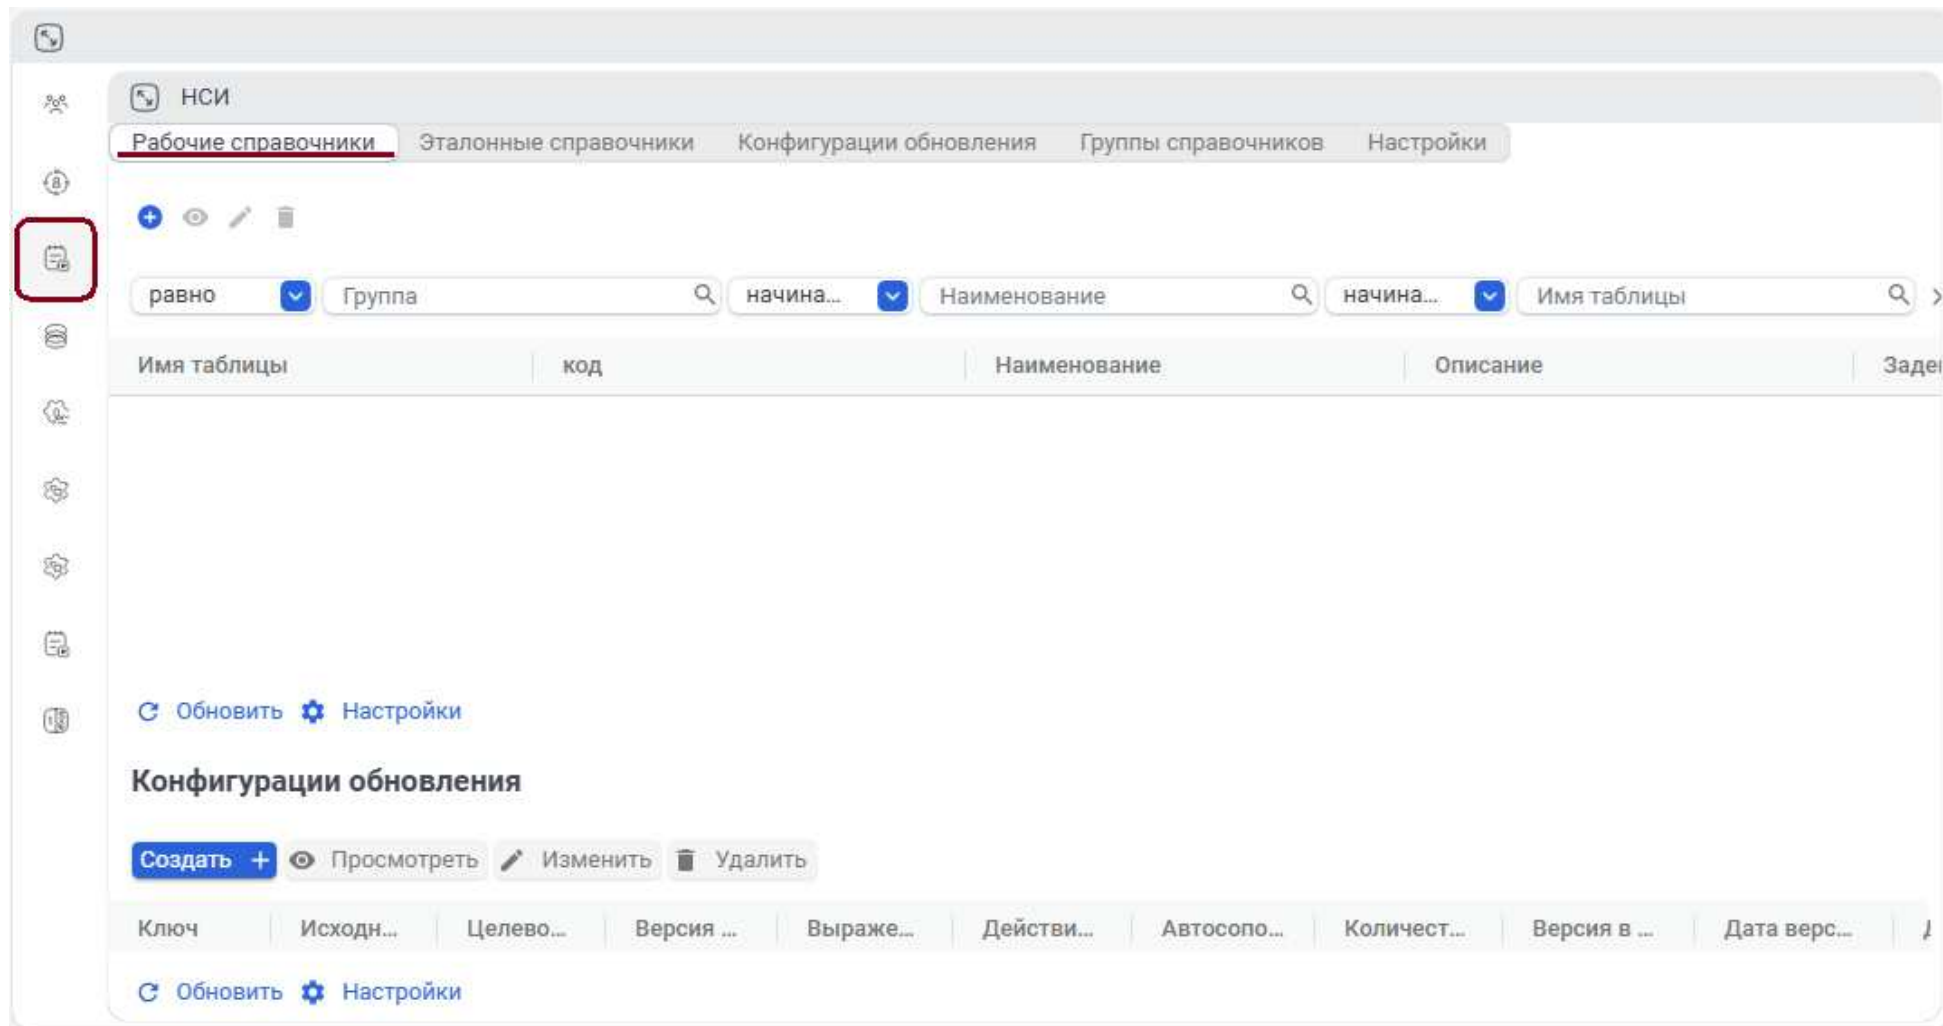 НСИ
Рабочие справочники Эталонные справочники Конфигурации обновления Группы справочников Настройки
равно Группа начина... Наименование начина... Имя таблицы
Имя таблицы код Наименование Описание
Обновить Настройки
Конфигурации обновления
Создать + Просмотреть Изменить Удалить
Ключ Исходн... Целево... Версия ... Выраже... Действи... Автосопо... Количест... Версия в ... Дата верс...
Обновить Настройки